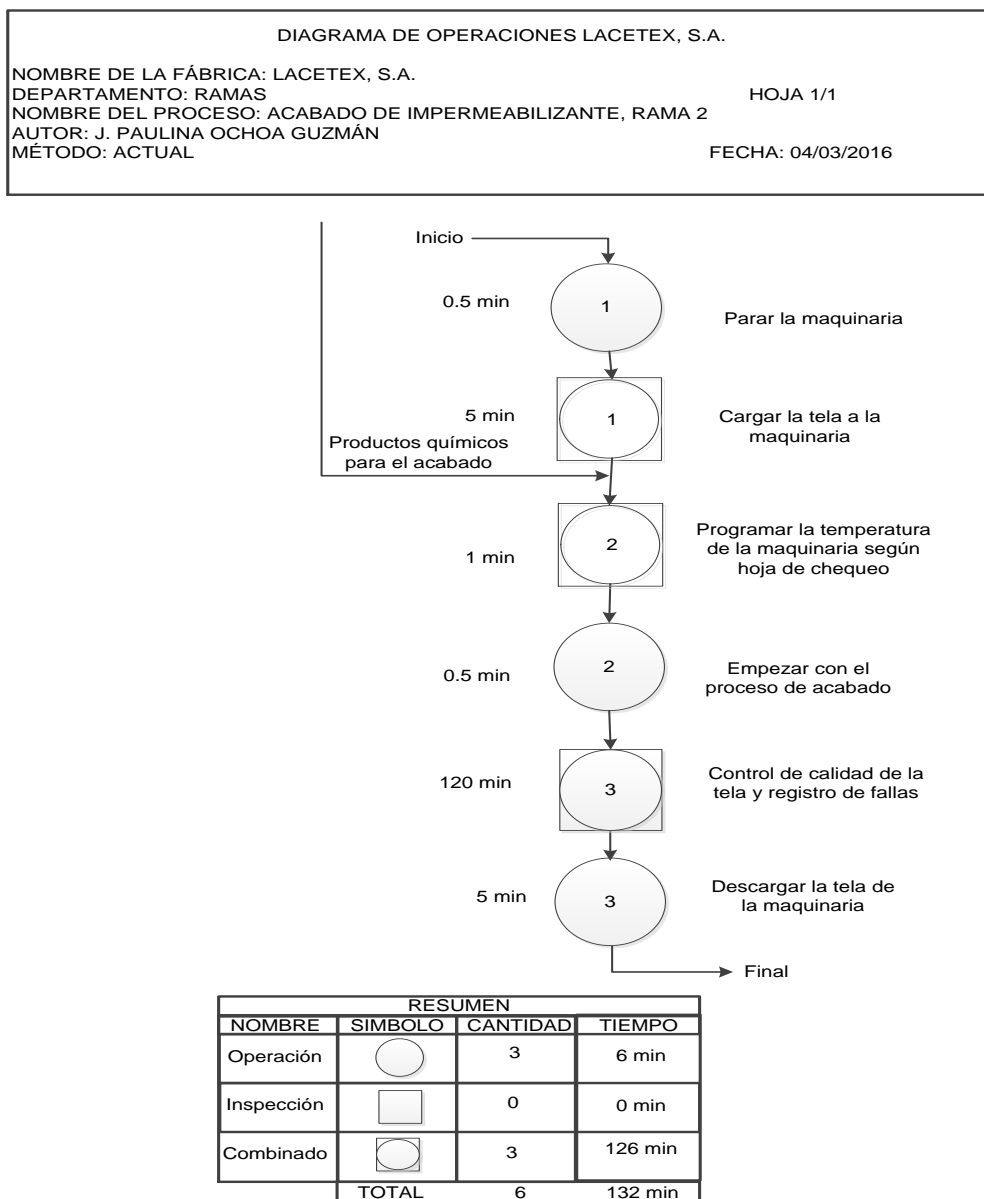 DIAGRAMA DE OPERACIONES LACETEX, S.A.
NOMBRE DE LA FÁBRICA: LACETEX, S.A.
DEPARTAMENTO: RAMAS HOJA 1/1
NOMBRE DEL PROCESO: ACABADO DE IMPERMEABILIZANTE, RAMA 2
AUTOR: J. PAULINA OCHOA GUZMÁN
MÉTODO: ACTUAL FECHA: 04/03/2016
Inicio
0.5 min
1
Parar la maquinaria
5 min
1
Cargar la tela a la
maquinaria
Productos químicos
para el acabado
1 min
2
Programar la temperatura
de la maquinaria según
hoja de chequeo
0.5 min
2
Empezar con el
proceso de acabado
120 min
3
Control de calidad de la
tela y registro de fallas
5 min
3
Descargar la tela de
la maquinaria
Final
RESUMEN
NOMBRE SIMBOLO CANTIDAD TIEMPO
Operación 3 6 min
Inspección 0 0 min
Combinado 3 126 min
TOTAL 6 132 min